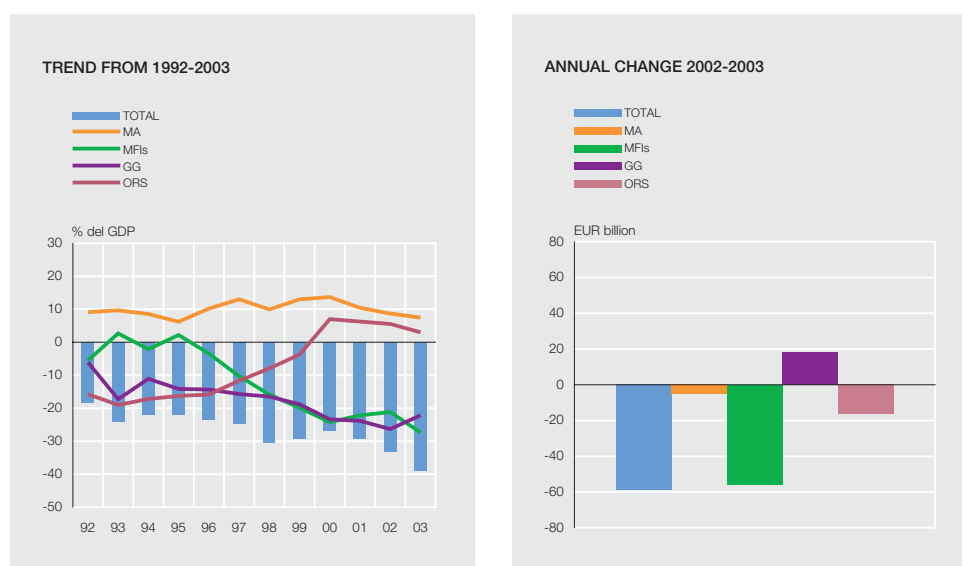 TREND FROM 1992-2003
TOTAL
MA
MFIs
GG
ORS
% del GDP
30
20
10
0
-10
-20
-30
-40
-50
92 93 94 95 96 97 98 99 00 01 02 03
ANNUAL CHANGE 2002-2003
TOTAL
MA
MFIs
GG
ORS
EUR billion
80
60
40
20
0
-20
-40
-60
-80